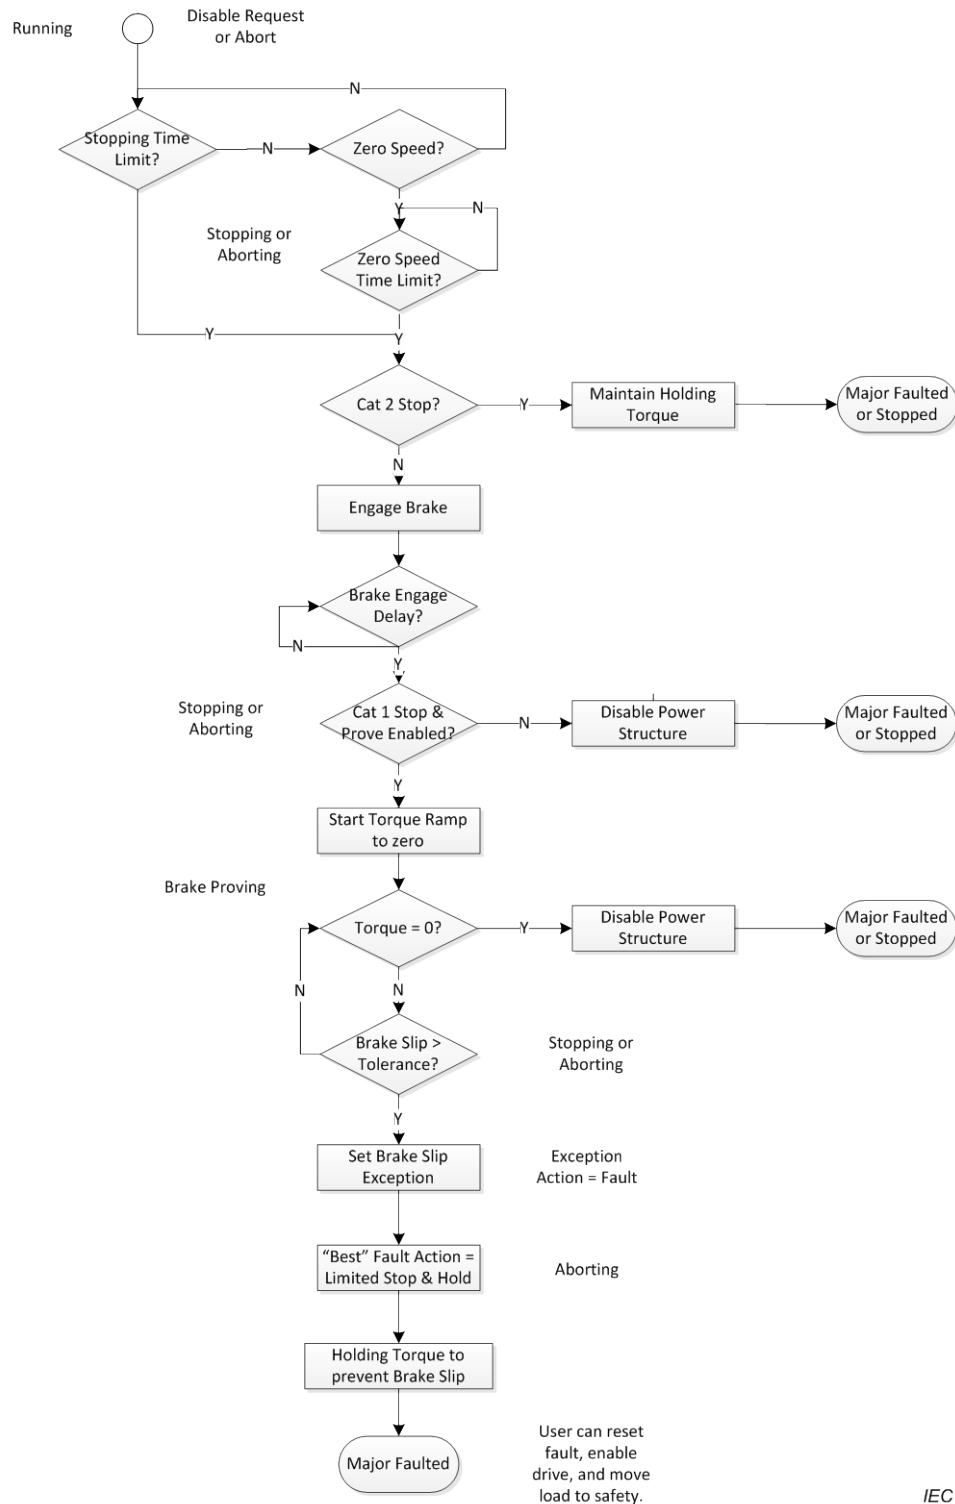 Running
Disable Request
or Abort
N
Stopping Time
Limit?
N
Zero Speed?
Y
N
Stopping or
Aborting
Zero Speed
Time Limit?
Y
Y
Cat 2 Stop?
Y
Maintain Holding
Torque
Major Faulted
or Stopped
N
Engage Brake
Brake Engage
Delay?
N
Y
Stopping or
Aborting
Cat 1 Stop &
Prove Enabled?
N
Disable Power
Structure
Major Faulted
or Stopped
Y
Start Torque Ramp
to zero
Brake Proving
Torque = 0?
Y
Disable Power
Structure
Major Faulted
or Stopped
N
N
Brake Slip >
Tolerance?
Stopping or
Aborting
Y
Set Brake Slip
Exception
Exception
Action = Fault
“Best” Fault Action =
Limited Stop & Hold
Aborting
Holding Torque to
prevent Brake Slip
Major Faulted
User can reset
fault, enable
drive, and move
load to safety.
IEC